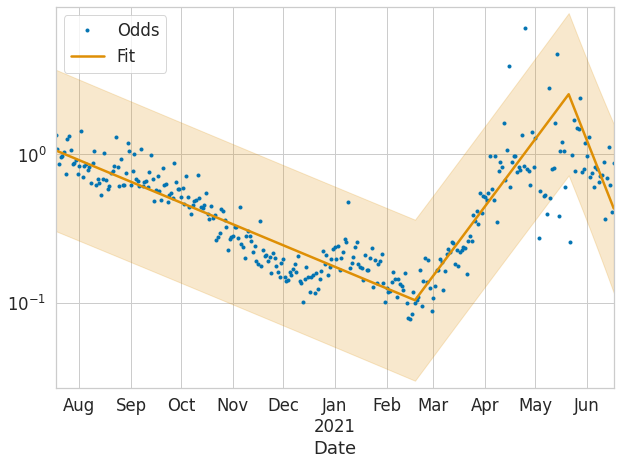 Odds
Fit
10⁰
10⁻¹
Aug Sep Oct Nov Dec Jan Feb Mar Apr May Jun
2021
Date